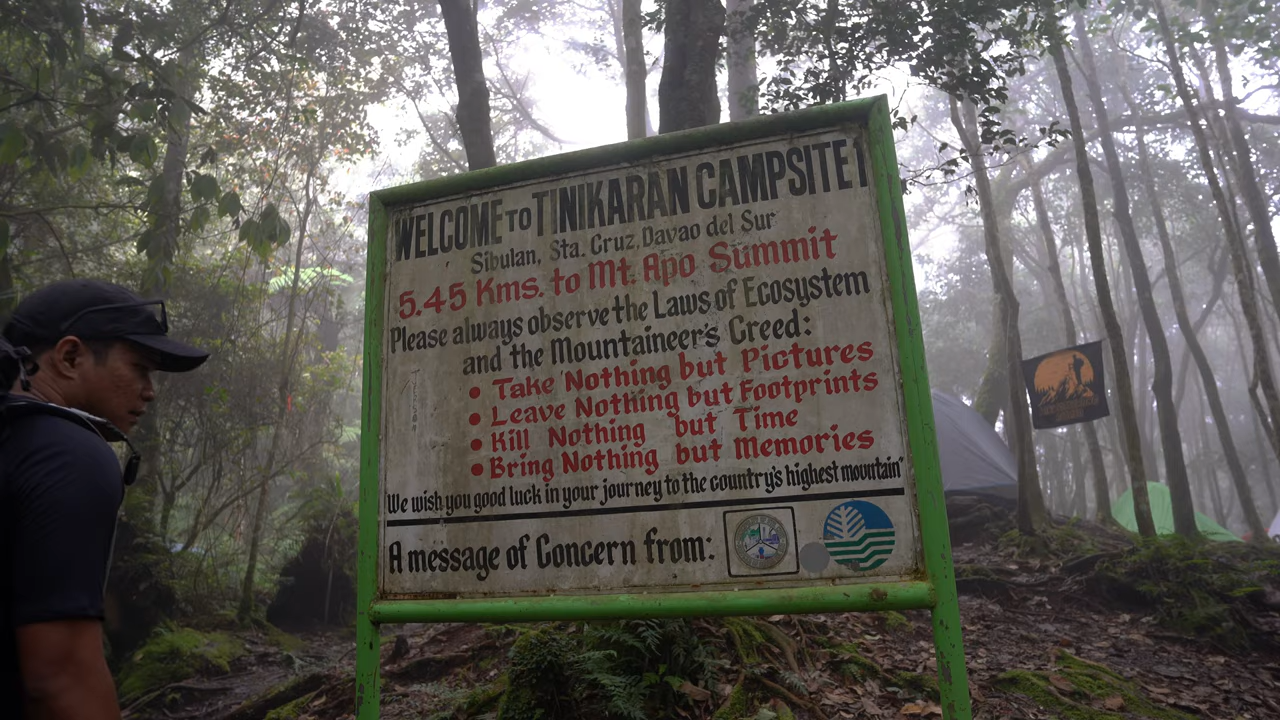 WELCOME TO TINIKARAN CAMPSITE!
Sibulan, Sta. Cruz, Davao del Sur
5.45 Kms. to Mt. Apo Summit
Please always observe the Laws of Ecosystem
and the Mountaineer's Creed:
• Take Nothing but Pictures
• Leave Nothing but Footprints
• Kill Nothing but Time
• Bring Nothing but Memories
We wish you good luck in your journey to the country's highest mountain"
A message of Concern from: